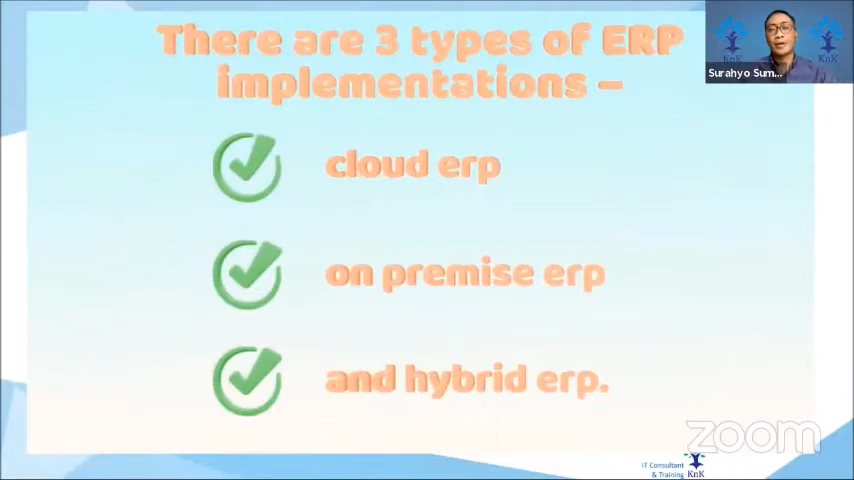 There are 3 types of ERP
implementations –
cloud erp
on premise erp
and hybrid erp.
KnK
KnK
Surahyo Sum...
zoom
IT Consultant
& Training
KnK